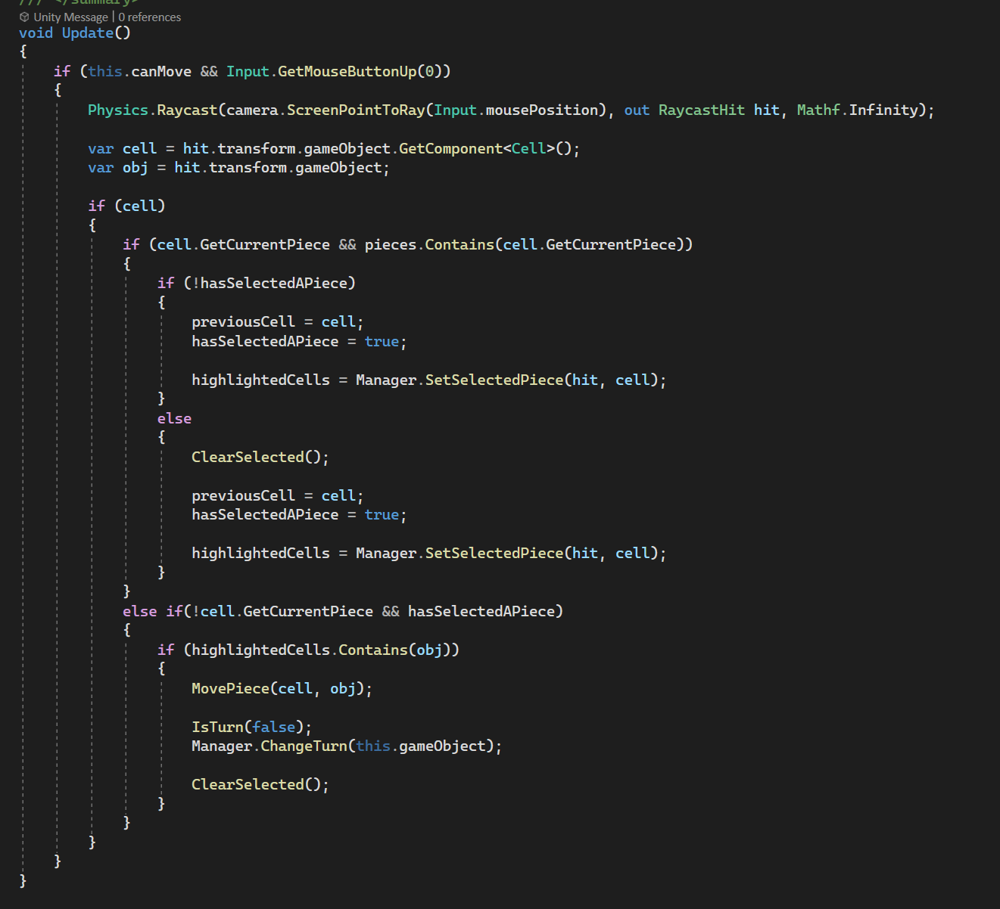 /// </summary>
Unity Message | 0 references
void Update()
{
if (this.canMove && Input.GetMouseButtonUp(0))
{
Physics.Raycast(camera.ScreenPointToRay(Input.mousePosition), out RaycastHit hit, Mathf.Infinity);
var cell = hit.transform.gameObject.GetComponent<Cell>();
var obj = hit.transform.gameObject;
if (cell)
{
if (cell.GetCurrentPiece && pieces.Contains(cell.GetCurrentPiece))
{
if (!hasSelectedAPiece)
{
previousCell = cell;
hasSelectedAPiece = true;
highlightedCells = Manager.SetSelectedPiece(hit, cell);
}
else
{
ClearSelected();
previousCell = cell;
hasSelectedAPiece = true;
highlightedCells = Manager.SetSelectedPiece(hit, cell);
}
}
else if(!cell.GetCurrentPiece && hasSelectedAPiece)
{
if (highlightedCells.Contains(obj))
{
MovePiece(cell, obj);
IsTurn(false);
Manager.ChangeTurn(this.gameObject);
ClearSelected();
}
}
}
}
}